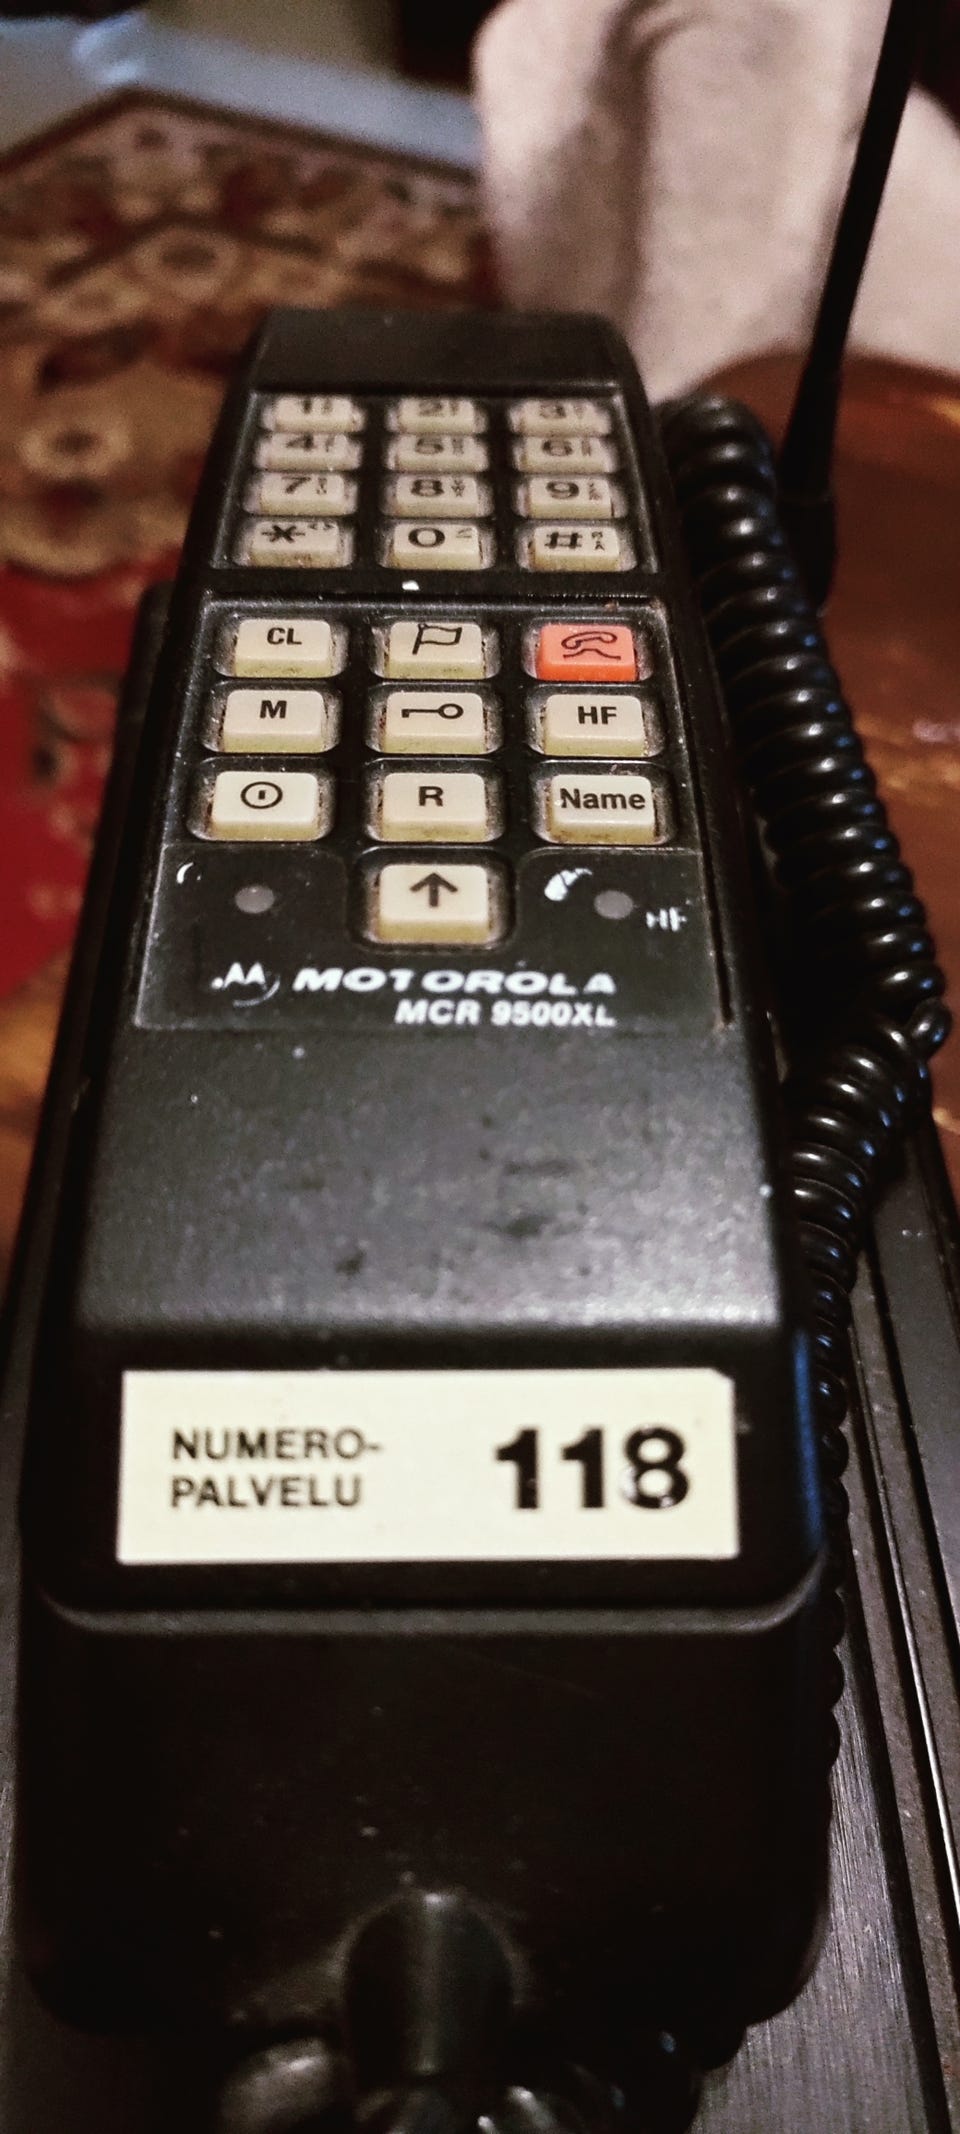 1
2
3
4
5
6
7
8
9
*
0
#
CL
M
HF
R
Name
HF
MOTOROLA
MCR 9500XL
NUMERO-
PALVELU
118